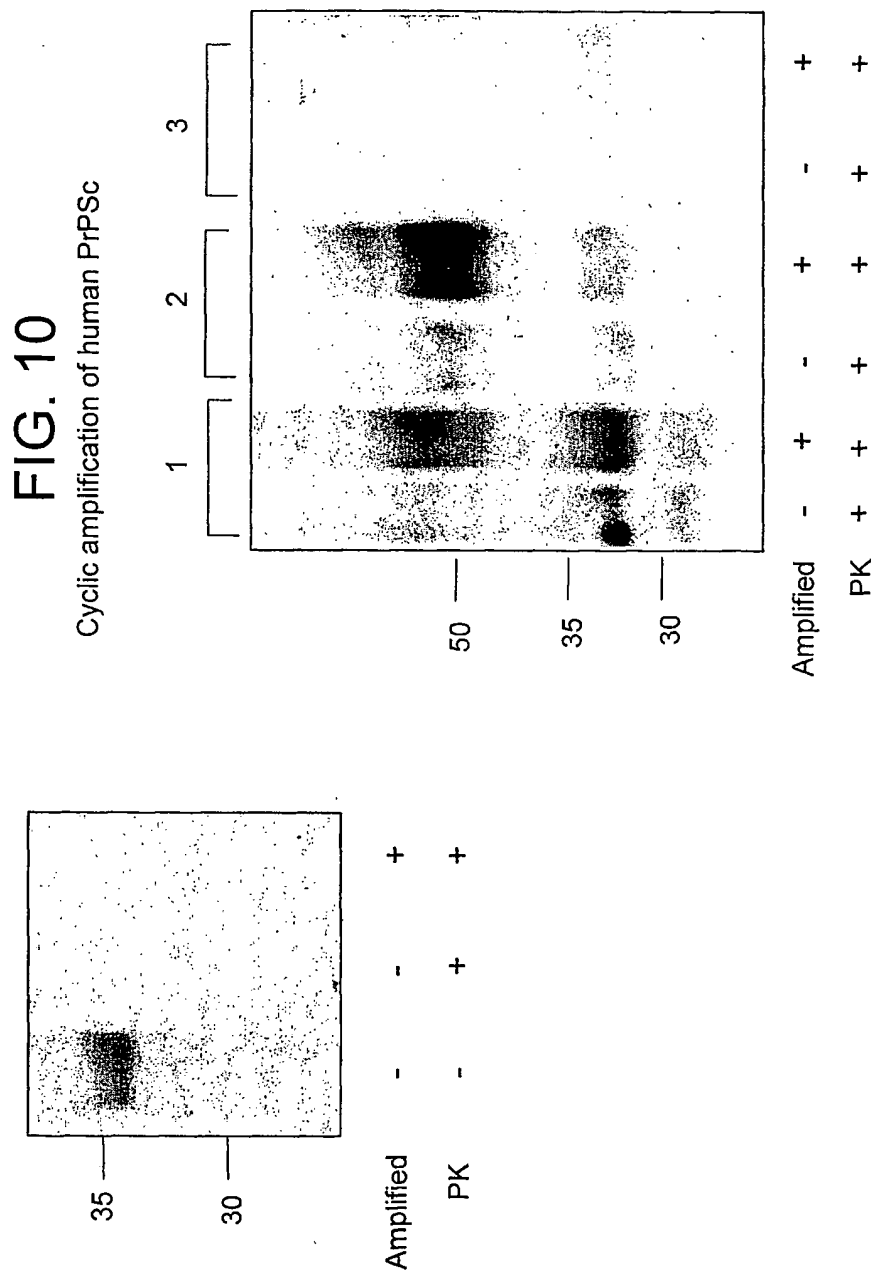 FIG. 10
Cyclic amplification of human PrPSc
35
30
Amplified - - +
PK - + +
1 2 3
50
35
30
Amplified - + - + - +
PK + + + + + +